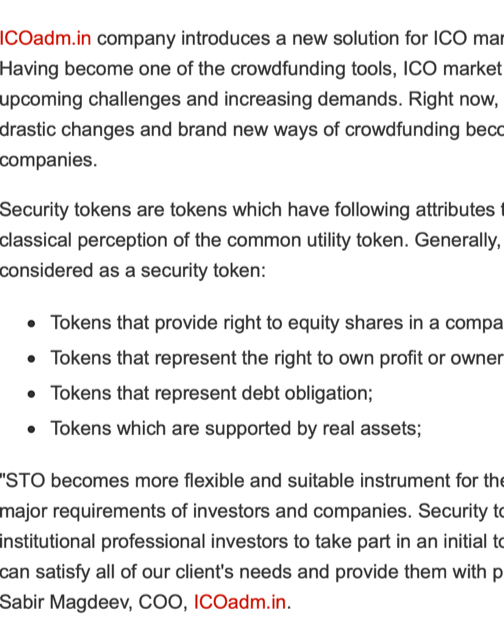 ICOadm.in company introduces a new solution for ICO mar
Having become one of the crowdfunding tools, ICO market
upcoming challenges and increasing demands. Right now,
drastic changes and brand new ways of crowdfunding beco
companies.
Security tokens are tokens which have following attributes t
classical perception of the common utility token. Generally,
considered as a security token:
• Tokens that provide right to equity shares in a compa
• Tokens that represent the right to own profit or owner
• Tokens that represent debt obligation;
• Tokens which are supported by real assets;
"STO becomes more flexible and suitable instrument for the
major requirements of investors and companies. Security to
institutional professional investors to take part in an initial to
can satisfy all of our client's needs and provide them with p
Sabir Magdeev, COO, ICOadm.in.